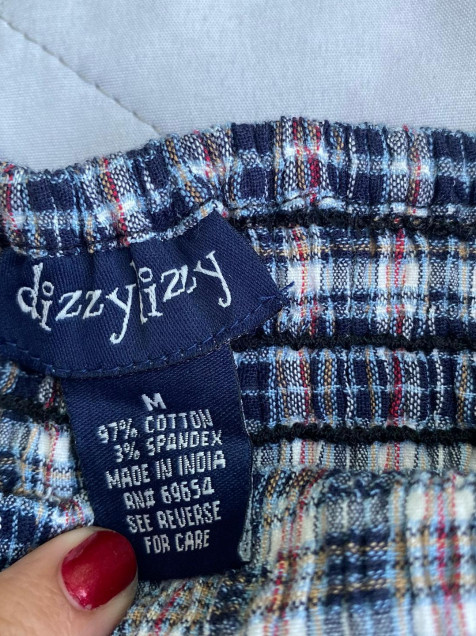 dizzylizzy
M
97% COTTON
3% SPANDEX
MADE IN INDIA
RN# 69654
SEE REVERSE
FOR CARE